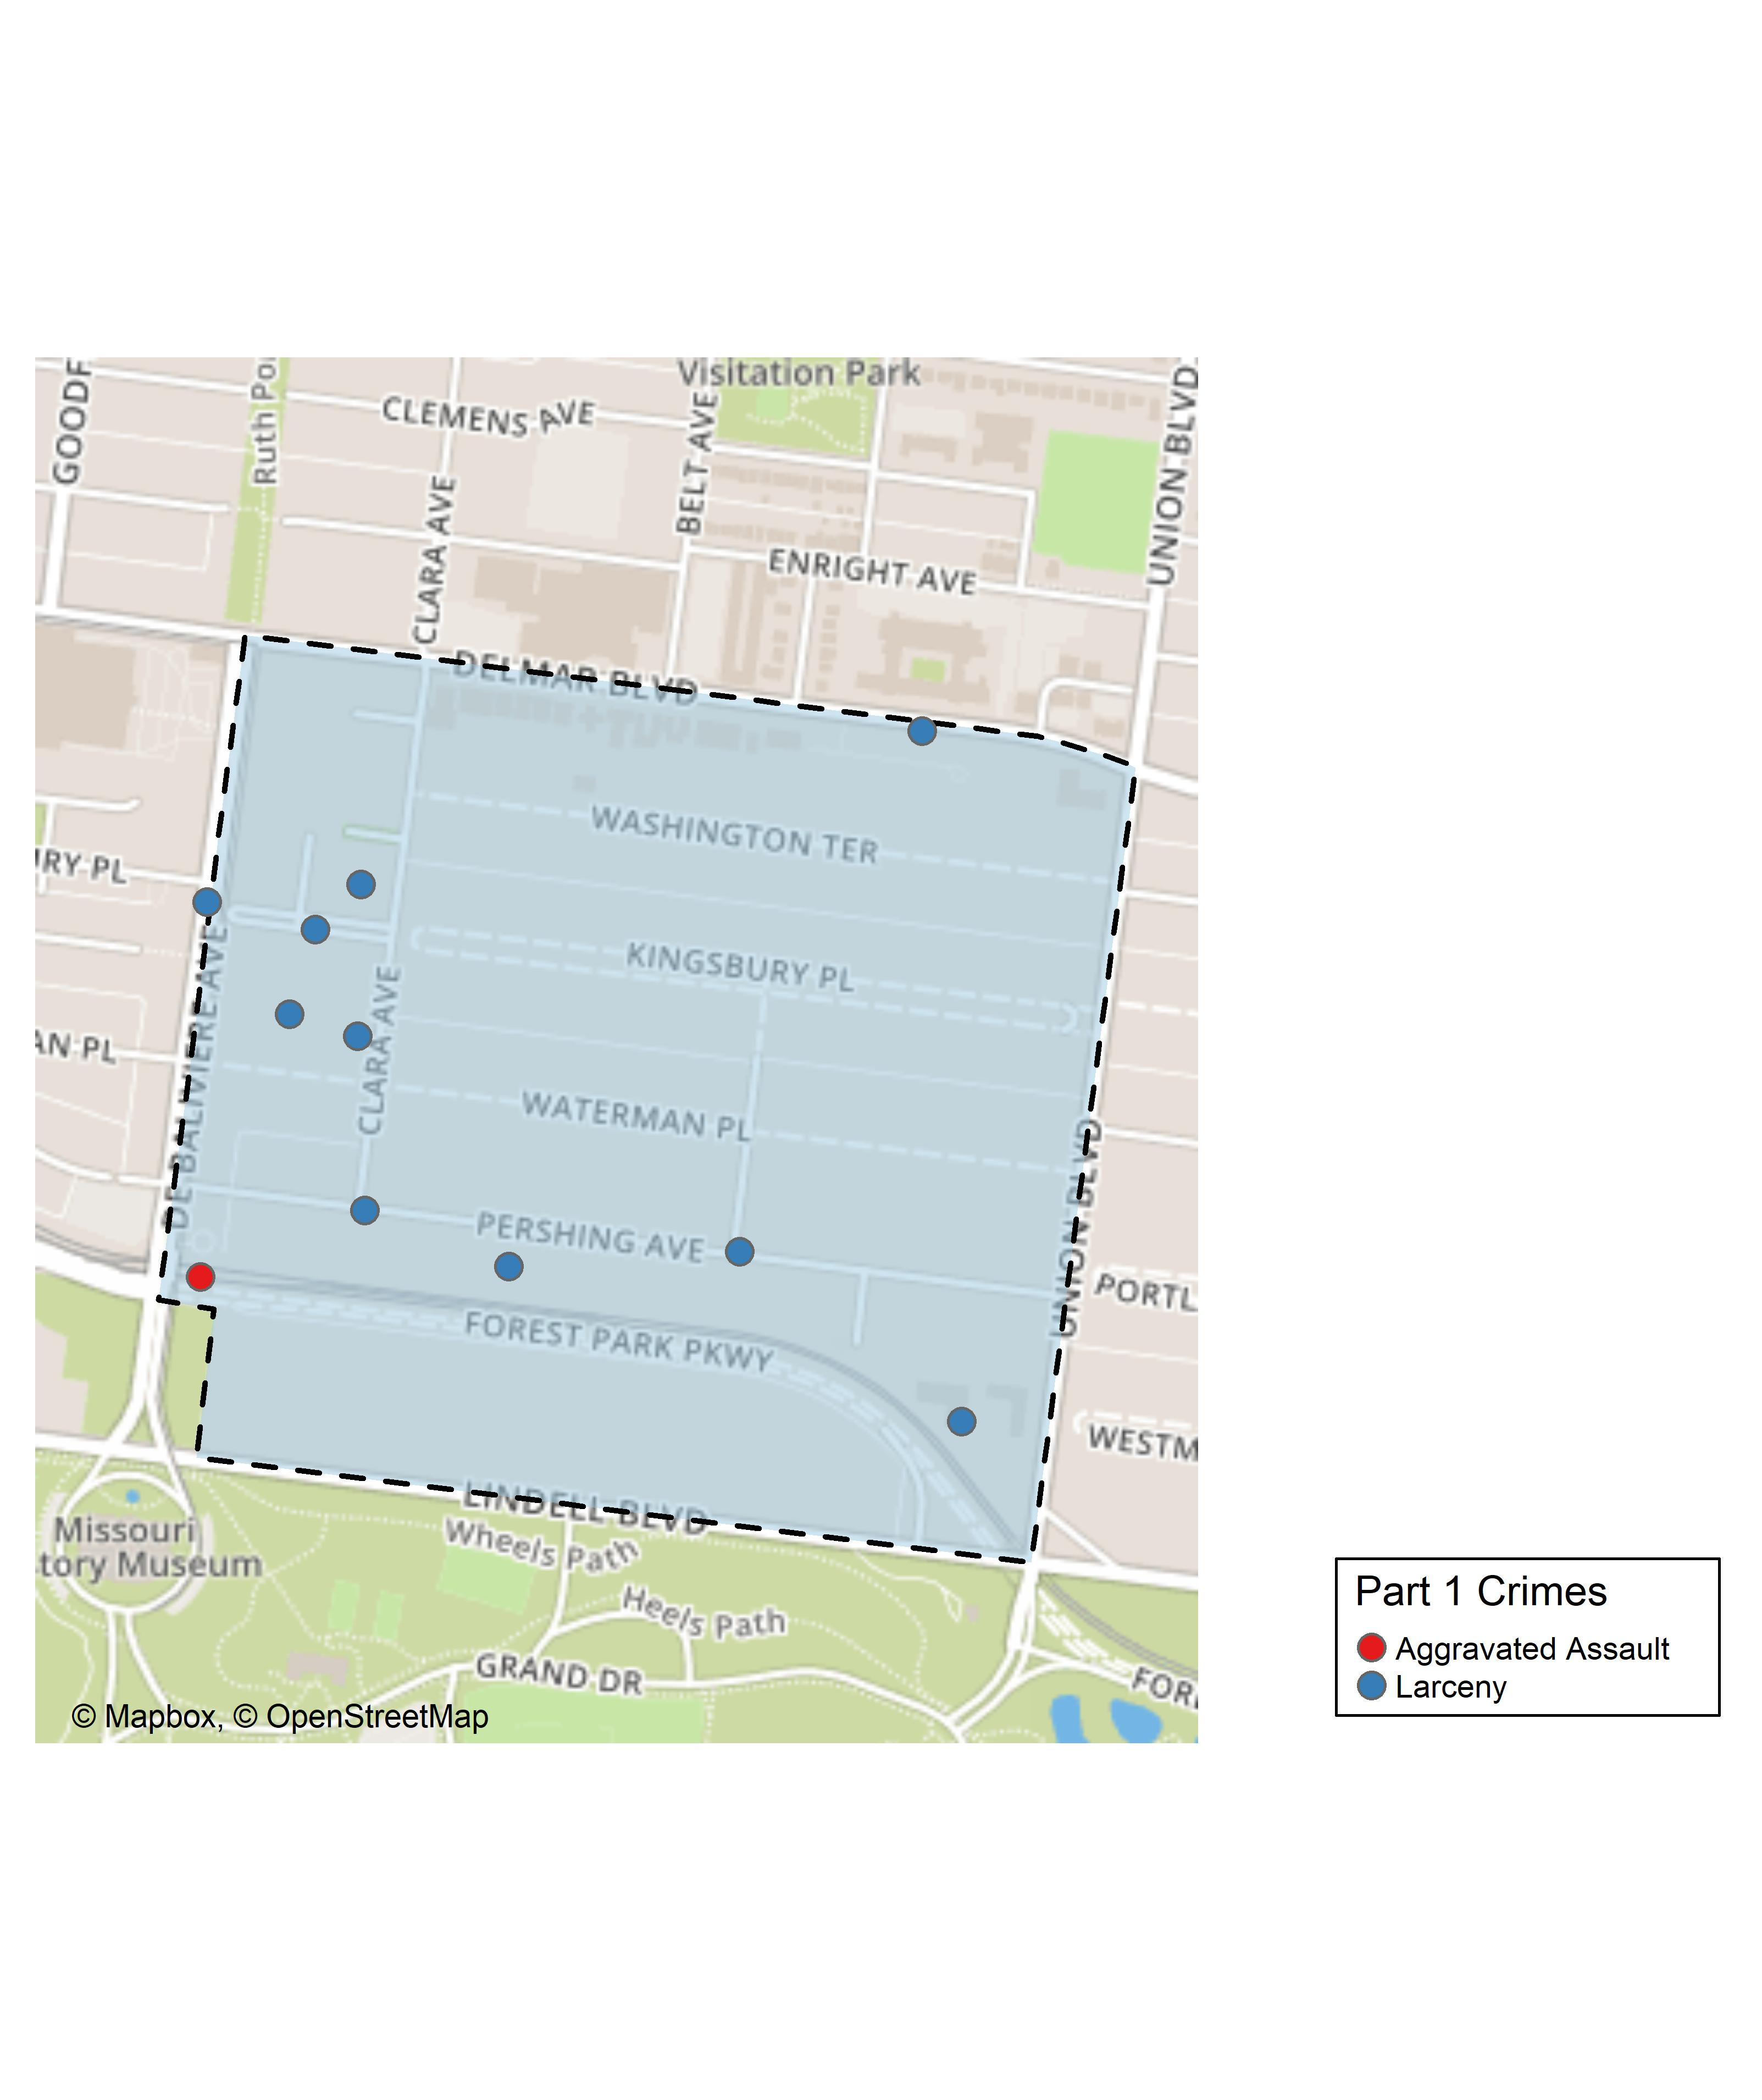 Visitation Park
GOODF
Ruth Po
CLEMENS AVE
BELT AVE
UNION BLVD
CLARA AVE
ENRIGHT AVE
DELMAR BLVD
WASHINGTON TER
IRY PL
KINGSBURY PL
DE BALIVIERE AVE
CLARA AVE
AN PL
WATERMAN PL
UNION BLVD
PERSHING AVE
PORTL
FOREST PARK PKWY
WESTM
LINDELL BLVD
Wheels Path
Missouri
tory Museum
Heels Path
GRAND DR
FOR
© Mapbox, © OpenStreetMap
Part 1 Crimes
Aggravated Assault
Larceny